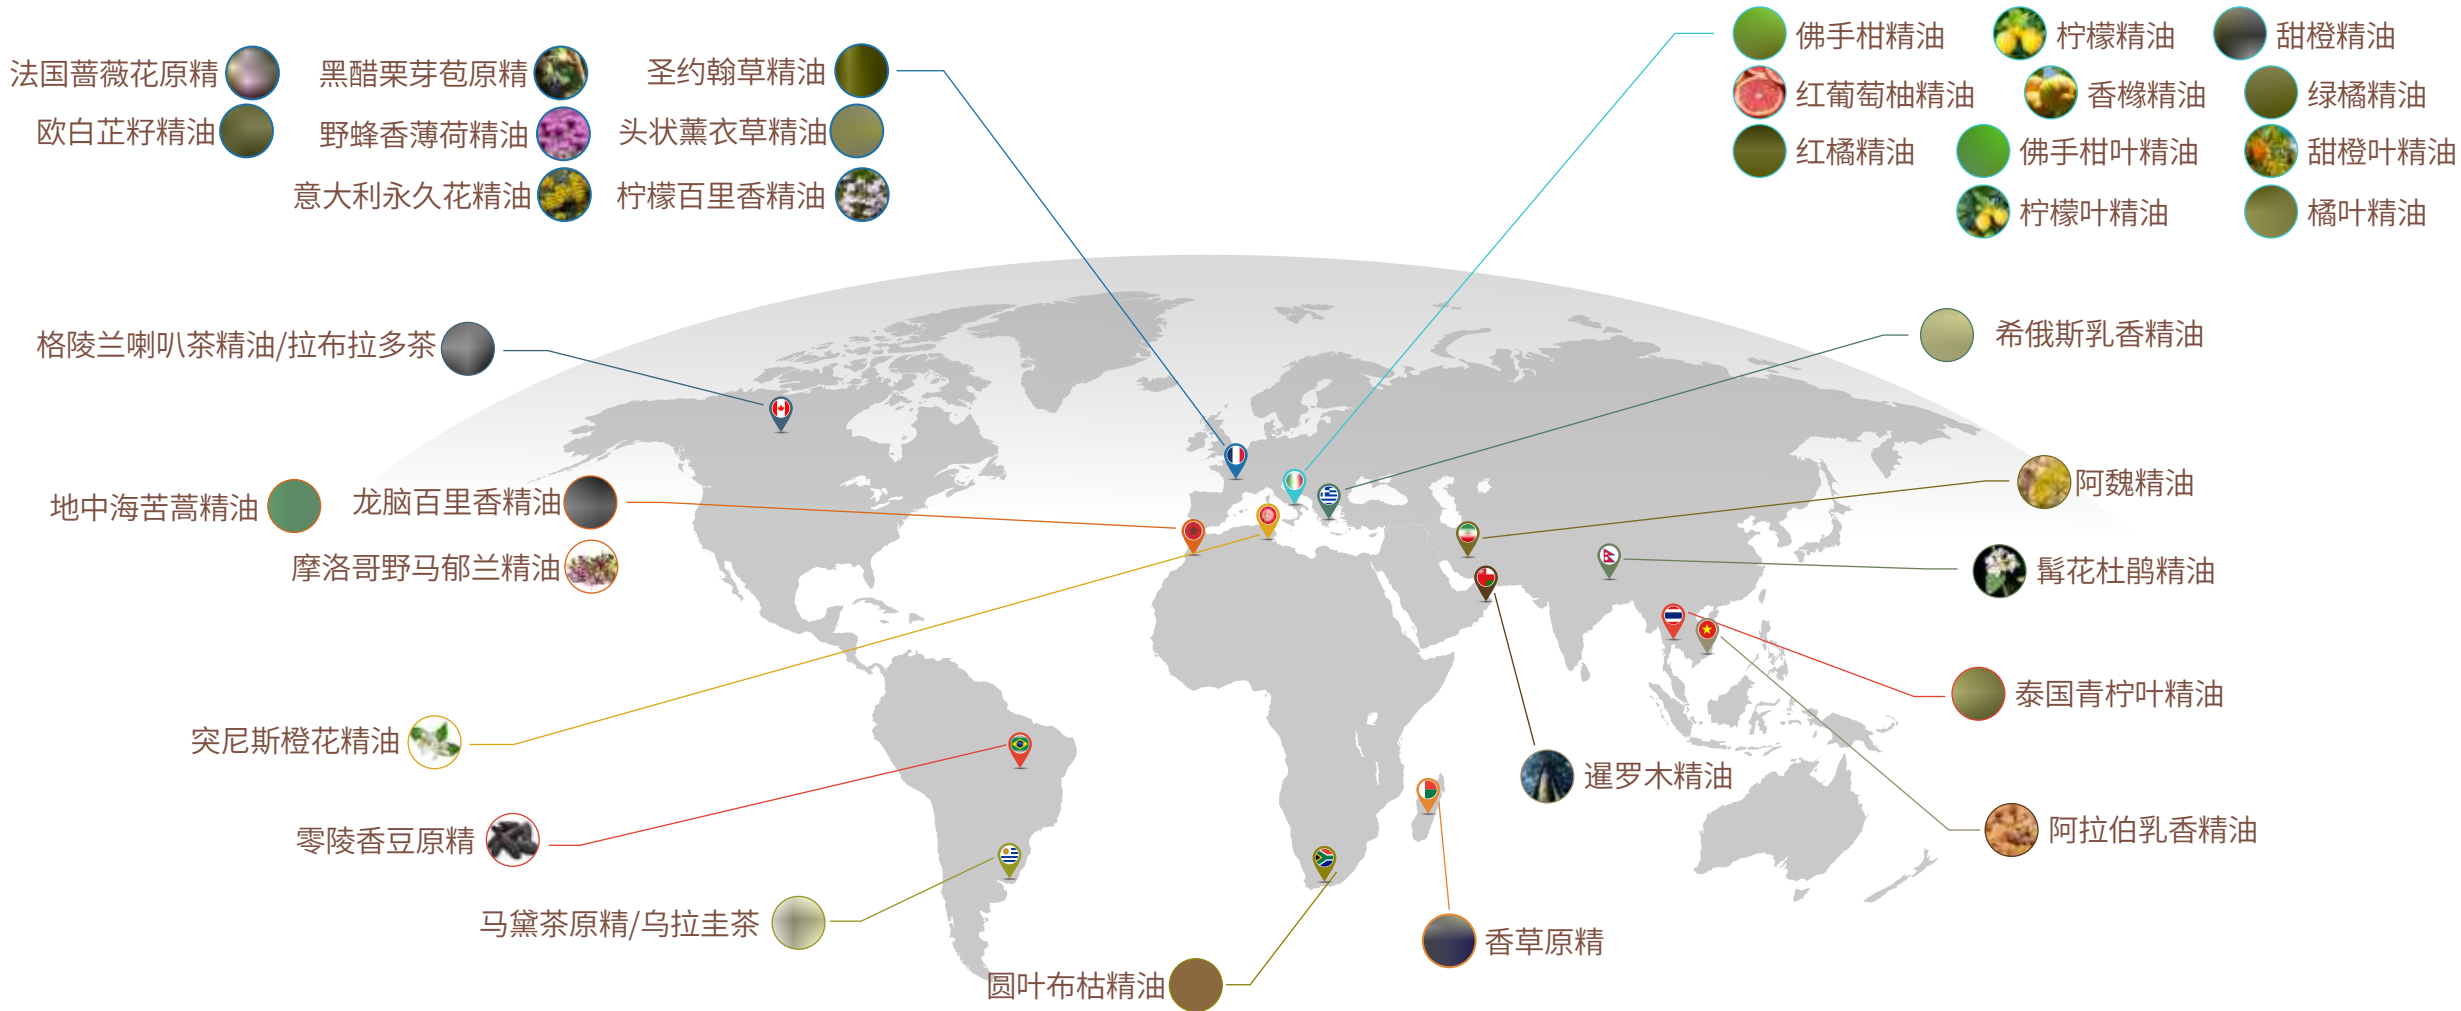 法国蔷薇花原精
黑醋栗芽苞原精
圣约翰草精油
欧白芷籽精油
野蜂香薄荷精油
头状薰衣草精油
意大利永久花精油
柠檬百里香精油
佛手柑精油
柠檬精油
甜橙精油
红葡萄柚精油
香橼精油
绿橘精油
红橘精油
佛手柑叶精油
甜橙叶精油
柠檬叶精油
橘叶精油
格陵兰喇叭茶精油/拉布拉多茶
希俄斯乳香精油
地中海苦蒿精油
龙脑百里香精油
摩洛哥野马郁兰精油
阿魏精油
髯花杜鹃精油
突尼斯橙花精油
泰国青柠叶精油
暹罗木精油
零陵香豆原精
阿拉伯乳香精油
马黛茶原精/乌拉圭茶
香草原精
圆叶布枯精油